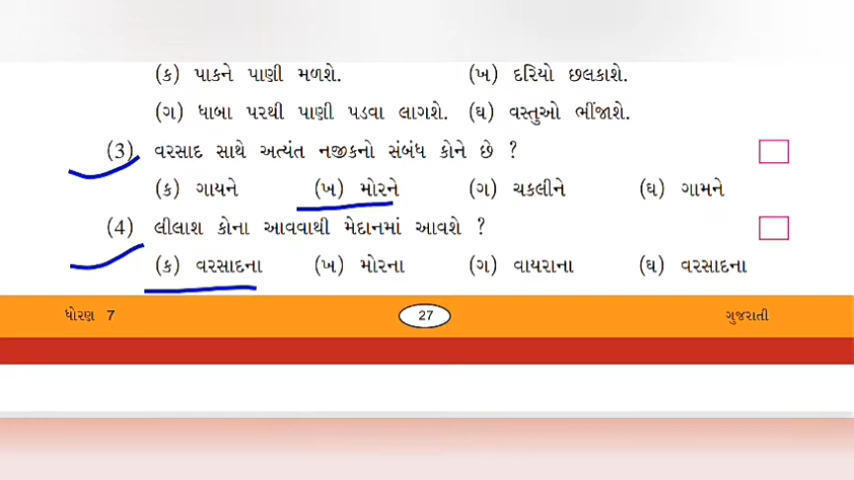 (ક) પાકને પાણી મળશે. (ખ) દરિયો છલકાશે.
(ગ) ધાબા પરથી પાણી પડવા લાગશે. (ઘ) વસ્તુઓ ભીંજાશે.
(3) વરસાદ સાથે અત્યંત નજીકનો સંબંધ કોને છે ?
(ક) ગાયને (ખ) મોરને (ગ) ચકલીને (ઘ) ગામને
(4) લીલાશ કોના આવવાથી મેદાનમાં આવશે ?
(ક) વરસાદના (ખ) મોરના (ગ) વાયરાના (ઘ) વરસાદના
ધોરણ 7 27 ગુજરાતી